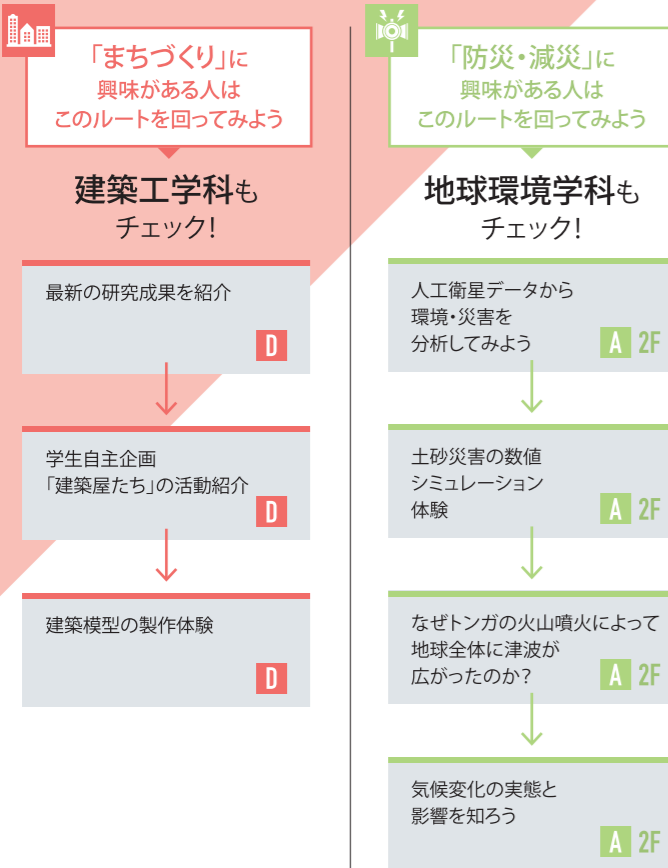 「まちづくり」に
興味がある人は
このルートを回ってみよう
建築工学科も
チェック！
最新の研究成果を紹介
D
学生自主企画
「建築屋たち」の活動紹介
D
建築模型の製作体験
D
「防災・減災」に
興味がある人は
このルートを回ってみよう
地球環境学科も
チェック！
人工衛星データから
環境・災害を
分析してみよう
A 2F
土砂災害の数値
シミュレーション
体験
A 2F
なぜトンガの火山噴火によって
地球全体に津波が
広がったのか？
A 2F
気候変化の実態と
影響を知ろう
A 2F